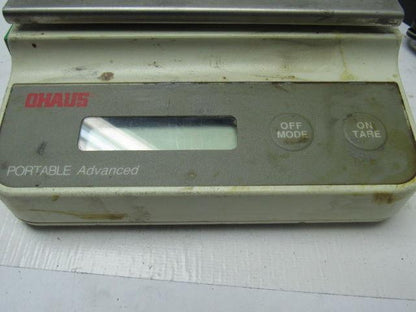 OHAUS
OFF
MODE
ON
TARE
PORTABLE Advanced